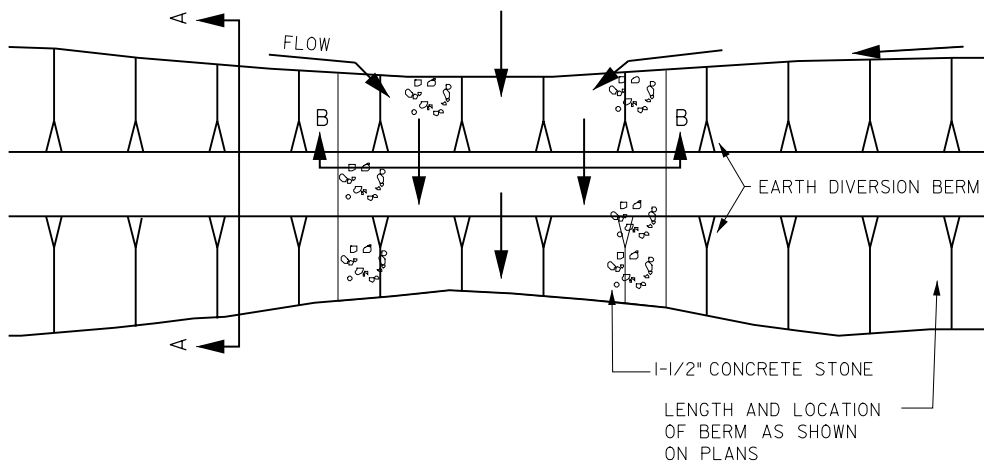 A
FLOW
B
B
EARTH DIVERSION BERM
A
1-1/2" CONCRETE STONE
LENGTH AND LOCATION
OF BERM AS SHOWN
ON PLANS